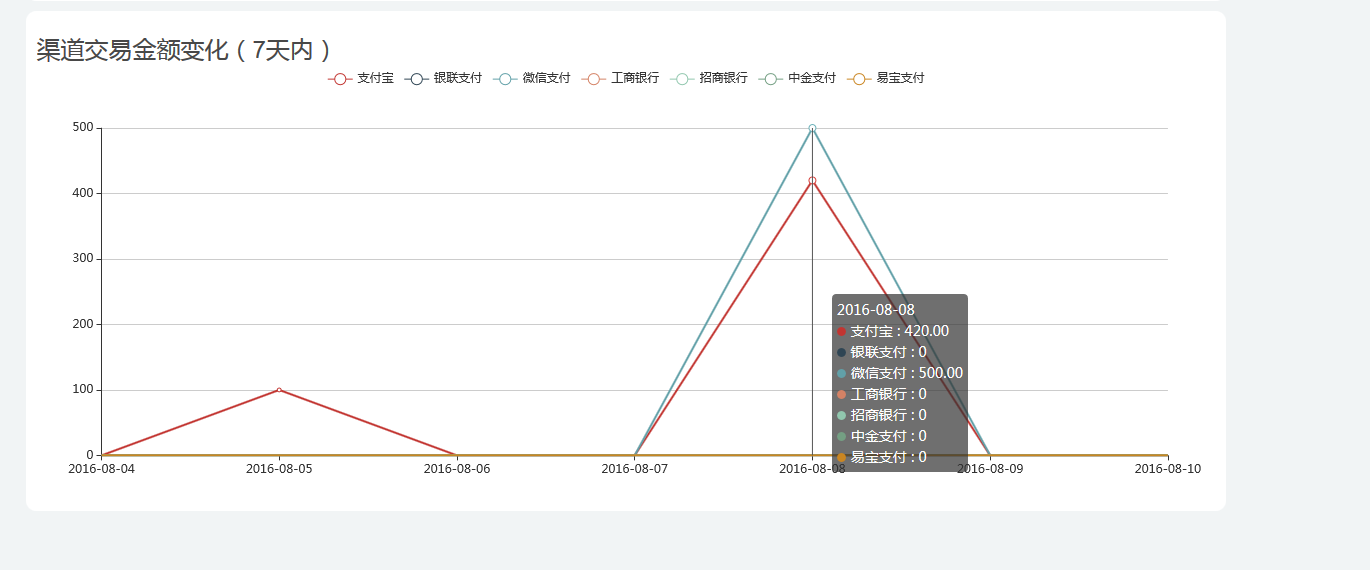 渠道交易金额变化（7天内）
支付宝 银联支付 微信支付 工商银行 招商银行 中金支付 易宝支付
500
400
300
200
100
0
2016-08-04 2016-08-05 2016-08-06 2016-08-07 2016-08-08 2016-08-09 2016-08-10
2016-08-08
支付宝 : 420.00
银联支付 : 0
微信支付 : 500.00
工商银行 : 0
招商银行 : 0
中金支付 : 0
易宝支付 : 0